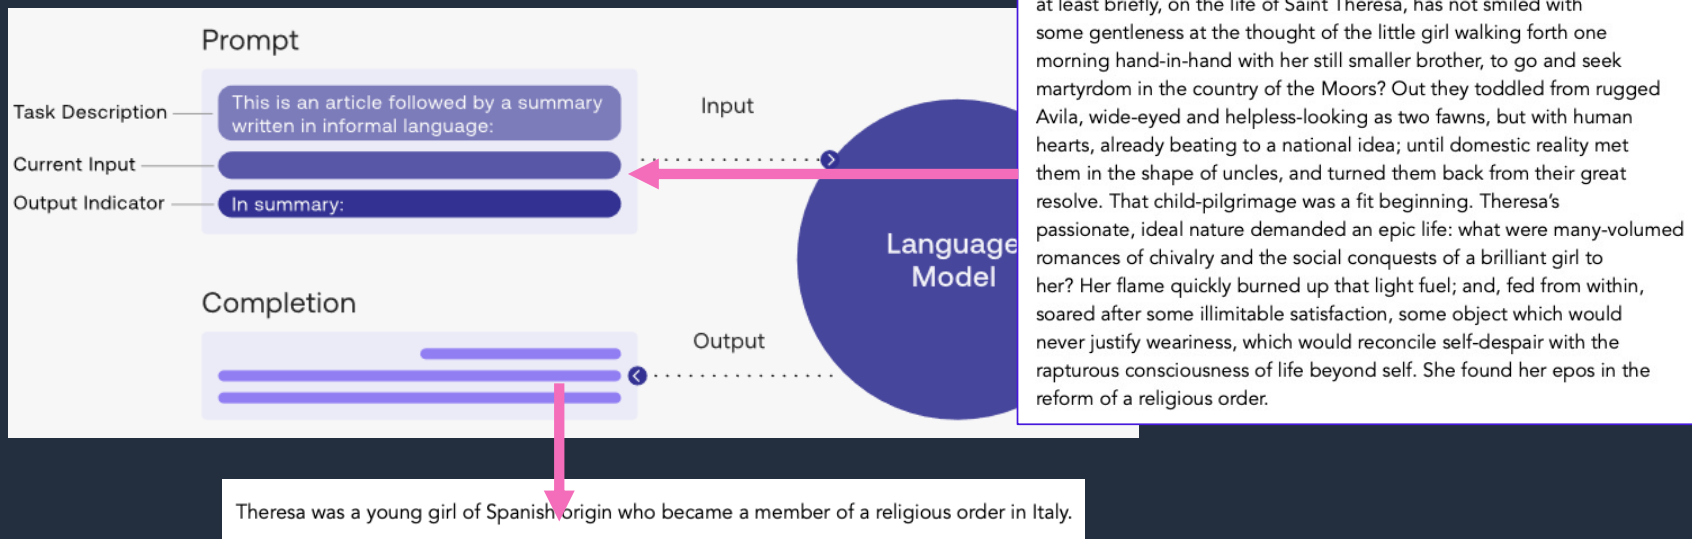 Prompt
Task Description
This is an article followed by a summary
written in informal language:
Current Input
Output Indicator
In summary:
Input
Language
Model
Completion
Output
at least briefly, on the life of Saint Theresa, has not smiled with
some gentleness at the thought of the little girl walking forth one
morning hand-in-hand with her still smaller brother, to go and seek
martyrdom in the country of the Moors? Out they toddled from rugged
Avila, wide-eyed and helpless-looking as two fawns, but with human
hearts, already beating to a national idea; until domestic reality met
them in the shape of uncles, and turned them back from their great
resolve. That child-pilgrimage was a fit beginning. Theresa’s
passionate, ideal nature demanded an epic life: what were many-volumed
romances of chivalry and the social conquests of a brilliant girl to
her? Her flame quickly burned up that light fuel; and, fed from within,
soared after some illimitable satisfaction, some object which would
never justify weariness, which would reconcile self-despair with the
rapturous consciousness of life beyond self. She found her epos in the
reform of a religious order.
Theresa was a young girl of Spanish origin who became a member of a religious order in Italy.